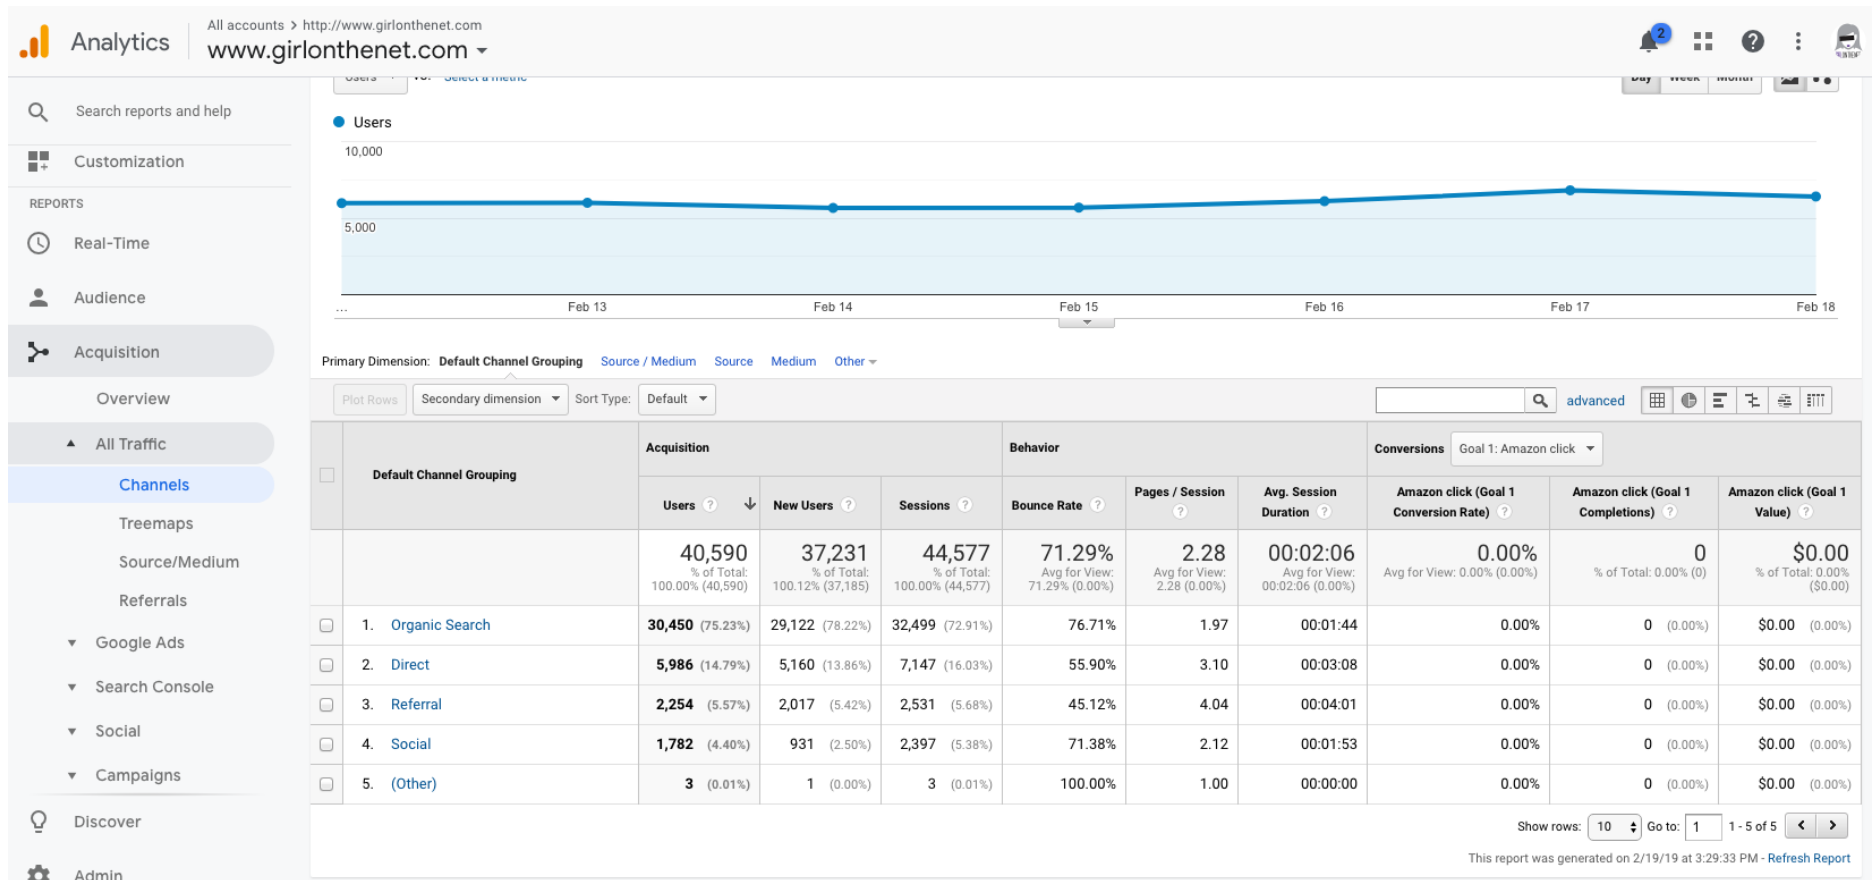 All accounts > http://www.girlonthenet.com
Analytics
www.girlonthenet.com
2
Users vs. Select a metric
Day Week Month
Search reports and help
Customization
REPORTS
Real-Time
Audience
Acquisition
Overview
All Traffic
Channels
Treemaps
Source/Medium
Referrals
Google Ads
Search Console
Social
Campaigns
Discover
Admin
Users
10,000
5,000
... Feb 13 Feb 14 Feb 15 Feb 16 Feb 17 Feb 18
Primary Dimension: Default Channel Grouping Source / Medium Source Medium Other
Plot Rows Secondary dimension Sort Type: Default advanced
Default Channel Grouping Acquisition Behavior Conversions Goal 1: Amazon click
Users ? New Users ? Sessions ? Bounce Rate ? Pages / Session ? Avg. Session Duration ? Amazon click (Goal 1 Conversion Rate) ? Amazon click (Goal 1 Completions) ? Amazon click (Goal 1 Value) ?
40,590 37,231 44,577 71.29% 2.28 00:02:06 0.00% 0 $0.00
% of Total: 100.00% (40,590) % of Total: 100.12% (37,185) % of Total: 100.00% (44,577) Avg for View: 71.29% (0.00%) Avg for View: 2.28 (0.00%) Avg for View: 00:02:06 (0.00%) Avg for View: 0.00% (0.00%) % of Total: 0.00% (0) % of Total: 0.00% ($0.00)
1. Organic Search 30,450 (75.23%) 29,122 (78.22%) 32,499 (72.91%) 76.71% 1.97 00:01:44 0.00% 0 (0.00%) $0.00 (0.00%)
2. Direct 5,986 (14.79%) 5,160 (13.86%) 7,147 (16.03%) 55.90% 3.10 00:03:08 0.00% 0 (0.00%) $0.00 (0.00%)
3. Referral 2,254 (5.57%) 2,017 (5.42%) 2,531 (5.68%) 45.12% 4.04 00:04:01 0.00% 0 (0.00%) $0.00 (0.00%)
4. Social 1,782 (4.40%) 931 (2.50%) 2,397 (5.38%) 71.38% 2.12 00:01:53 0.00% 0 (0.00%) $0.00 (0.00%)
5. (Other) 3 (0.01%) 1 (0.00%) 3 (0.01%) 100.00% 1.00 00:00:00 0.00% 0 (0.00%) $0.00 (0.00%)
Show rows: 10 Go to: 1 1 - 5 of 5
This report was generated on 2/19/19 at 3:29:33 PM - Refresh Report